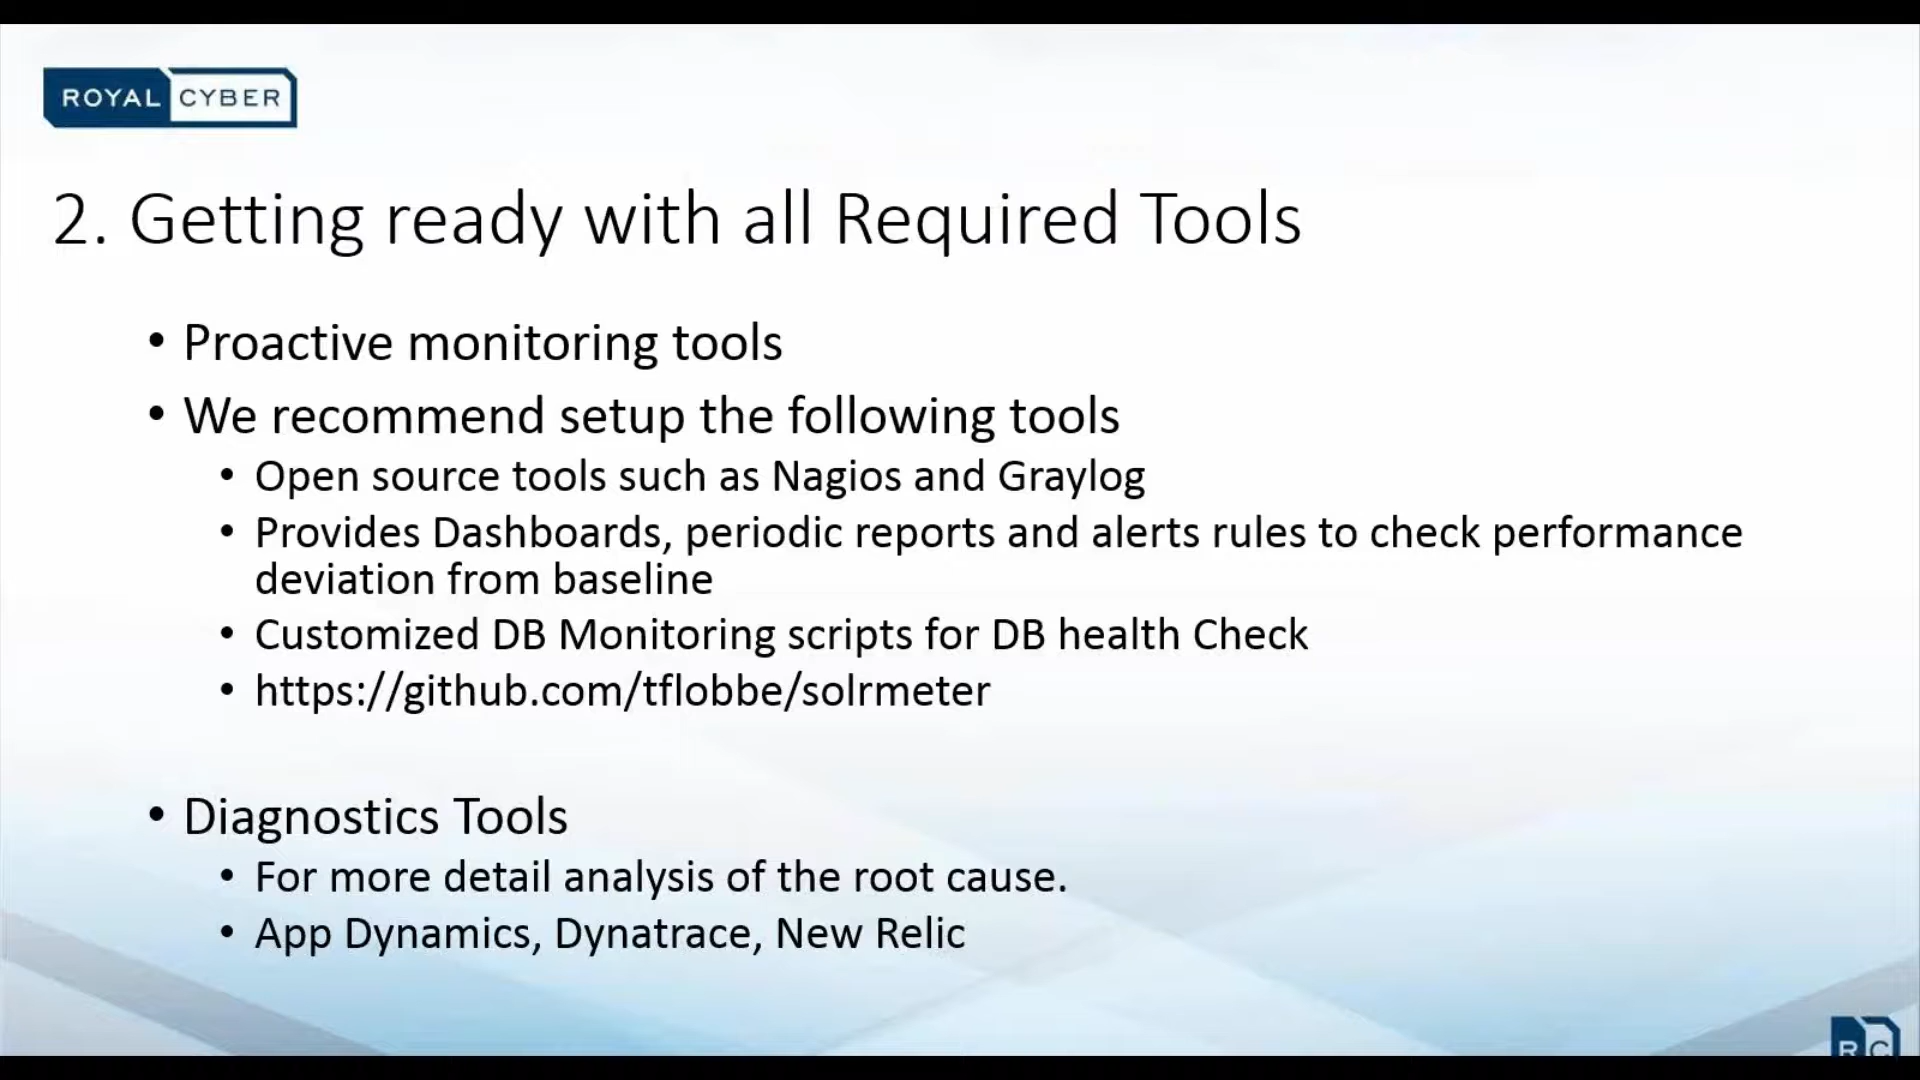 ROYAL CYBER
2. Getting ready with all Required Tools
• Proactive monitoring tools
• We recommend setup the following tools
• Open source tools such as Nagios and Graylog
• Provides Dashboards, periodic reports and alerts rules to check performance
deviation from baseline
• Customized DB Monitoring scripts for DB health Check
• https://github.com/tflobbe/solrmeter
• Diagnostics Tools
• For more detail analysis of the root cause.
• App Dynamics, Dynatrace, New Relic
RC